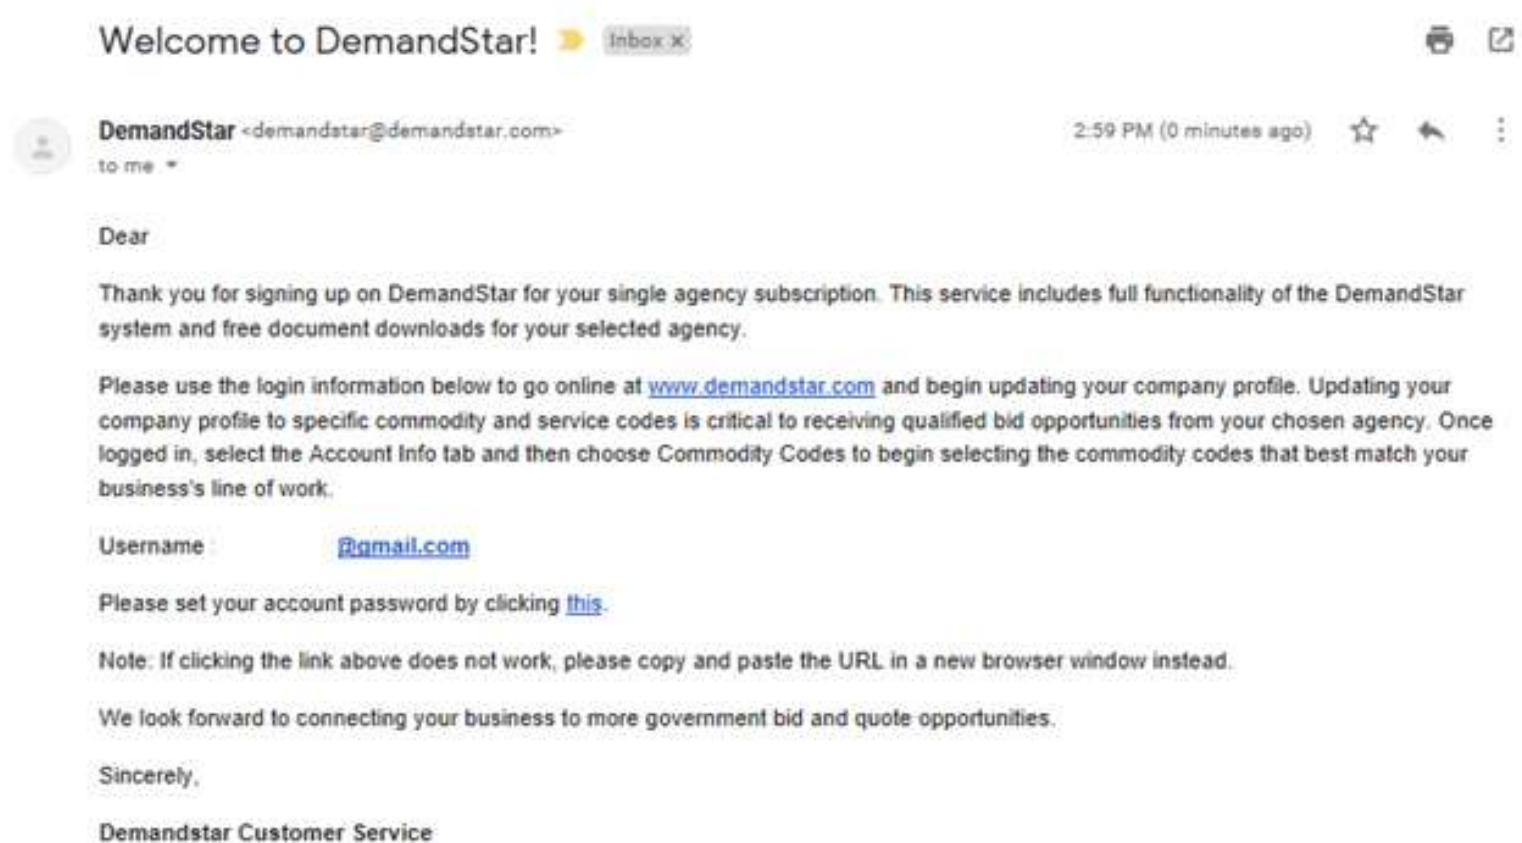 Welcome to DemandStar! Inbox x
DemandStar <demandstar@demandstar.com> 2:59 PM (0 minutes ago)
to me
Dear
Thank you for signing up on DemandStar for your single agency subscription. This service includes full functionality of the DemandStar
system and free document downloads for your selected agency.
Please use the login information below to go online at www.demandstar.com and begin updating your company profile. Updating your
company profile to specific commodity and service codes is critical to receiving qualified bid opportunities from your chosen agency. Once
logged in, select the Account Info tab and then choose Commodity Codes to begin selecting the commodity codes that best match your
business's line of work.
Username : @gmail.com
Please set your account password by clicking this.
Note: If clicking the link above does not work, please copy and paste the URL in a new browser window instead.
We look forward to connecting your business to more government bid and quote opportunities.
Sincerely,
Demandstar Customer Service